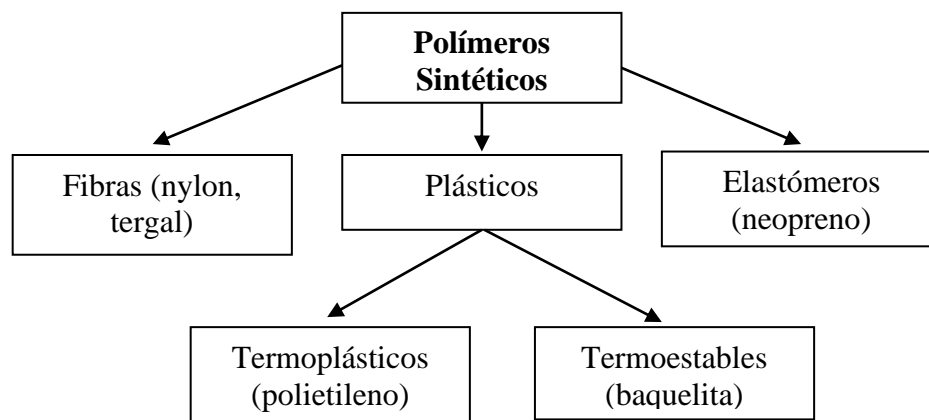 Polímeros
Sintéticos
Fibras (nylon,
tergal)
Plásticos
Elastómeros
(neopreno)
Termoplásticos
(polietileno)
Termoestables
(baquelita)